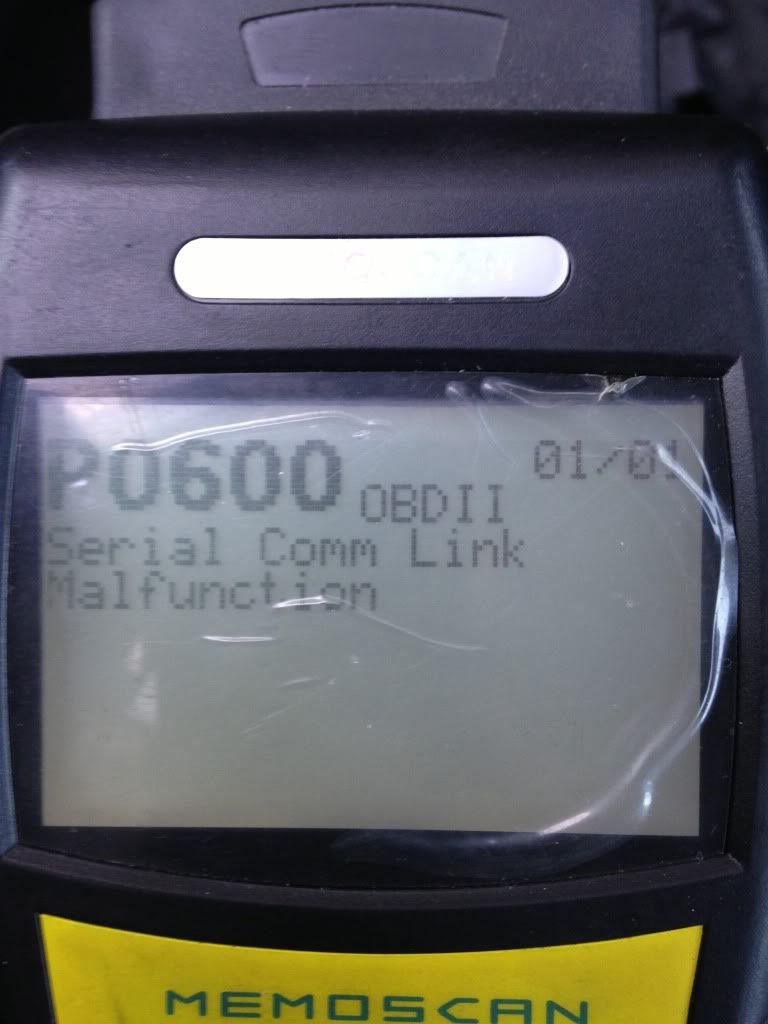 P0600 OBDII 01/01
Serial Comm Link
Malfunction
MEMOSCAN